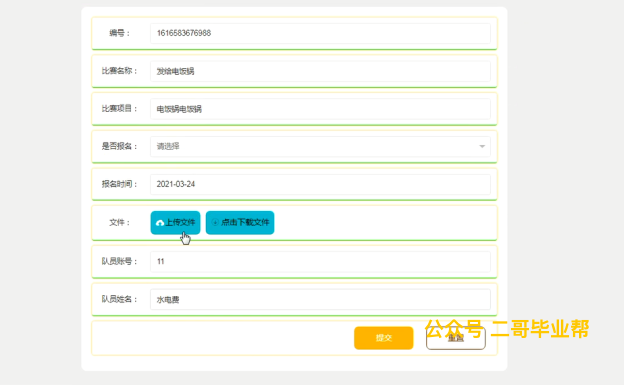 编号： 1616583676988
比赛名称： 发给电饭锅
比赛项目： 电饭锅电饭锅
是否报名： 请选择
报名时间： 2021-03-24
文件： 上传文件 点击下载文件
队员账号： 11
队员姓名： 水电费
提交 重置
公众号 二哥毕业帮